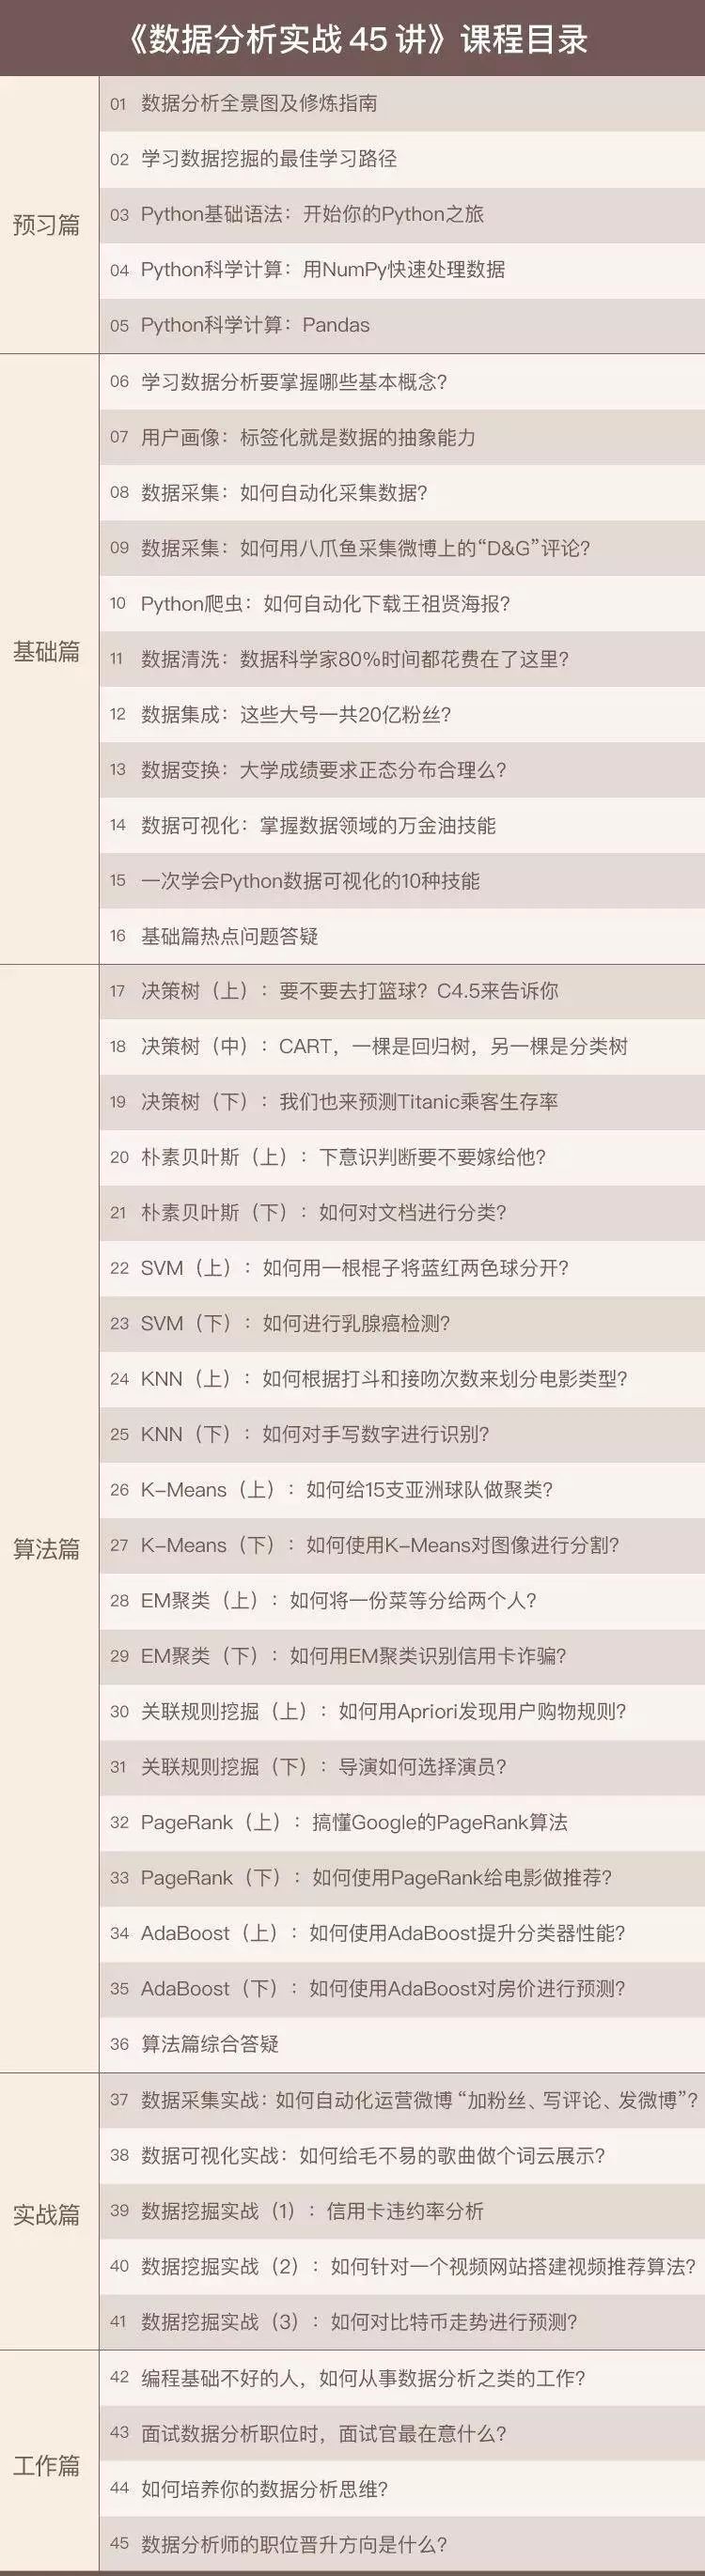 《数据分析实战 45 讲》课程目录
预习篇
01 数据分析全景图及修炼指南
02 学习数据挖掘的最佳学习路径
03 Python基础语法：开始你的Python之旅
04 Python科学计算：用NumPy快速处理数据
05 Python科学计算：Pandas
基础篇
06 学习数据分析要掌握哪些基本概念？
07 用户画像：标签化就是数据的抽象能力
08 数据采集：如何自动化采集数据？
09 数据采集：如何用八爪鱼采集微博上的“D&G”评论？
10 Python爬虫：如何自动化下载王祖贤海报？
11 数据清洗：数据科学家80%时间都花费在了这里？
12 数据集成：这些大号一共20亿粉丝？
13 数据变换：大学成绩要求正态分布合理么？
14 数据可视化：掌握数据领域的万金油技能
15 一次学会Python数据可视化的10种技能
16 基础篇热点问题答疑
算法篇
17 决策树（上）：要不要去打篮球？C4.5来告诉你
18 决策树（中）：CART，一棵是回归树，另一棵是分类树
19 决策树（下）：我们也来预测Titanic乘客生存率
20 朴素贝叶斯（上）：下意识判断要不要嫁给他？
21 朴素贝叶斯（下）：如何对文档进行分类？
22 SVM（上）：如何用一根棍子将蓝红两色球分开？
23 SVM（下）：如何进行乳腺癌检测？
24 KNN（上）：如何根据打斗和接吻次数来划分电影类型？
25 KNN（下）：如何对手写数字进行识别？
26 K-Means（上）：如何给15支亚洲球队做聚类？
27 K-Means（下）：如何使用K-Means对图像进行分割？
28 EM聚类（上）：如何将一份菜等分给两个人？
29 EM聚类（下）：如何用EM聚类识别信用卡诈骗？
30 关联规则挖掘（上）：如何用Apriori发现用户购物规则？
31 关联规则挖掘（下）：导演如何选择演员？
32 PageRank（上）：搞懂Google的PageRank算法
33 PageRank（下）：如何使用PageRank给电影做推荐？
34 AdaBoost（上）：如何使用AdaBoost提升分类器性能？
35 AdaBoost（下）：如何使用AdaBoost对房价进行预测？
36 算法篇综合答疑
实战篇
37 数据采集实战：如何自动化运营微博“加粉丝、写评论、发微博”？
38 数据可视化实战：如何给毛不易的歌曲做个词云展示？
39 数据挖掘实战（1）：信用卡违约率分析
40 数据挖掘实战（2）：如何针对一个视频网站搭建视频推荐算法？
41 数据挖掘实战（3）：如何对比特币走势进行预测？
工作篇
42 编程基础不好的人，如何从事数据分析之类的工作？
43 面试数据分析职位时，面试官最在意什么？
44 如何培养你的数据分析思维？
45 数据分析师的职位晋升方向是什么？